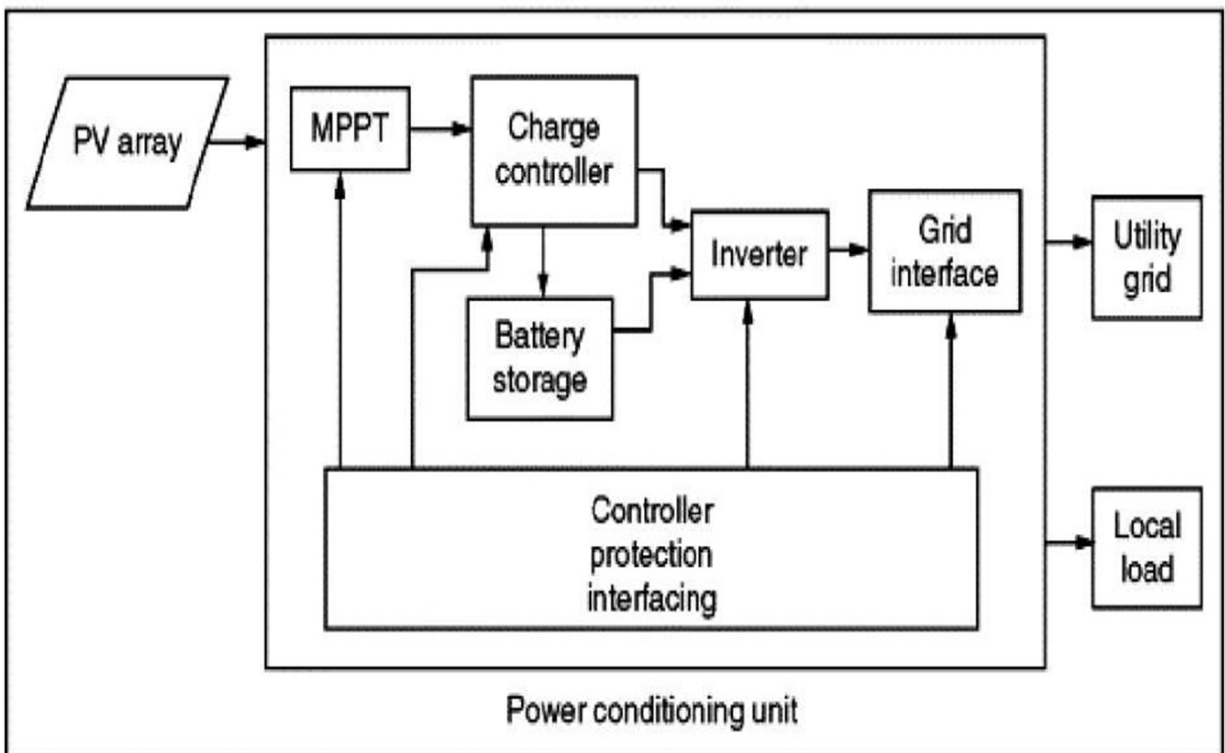 PV array
MPPT
Charge
controller
Inverter
Grid
interface
Utility
grid
Battery
storage
Controller
protection
interfacing
Local
load
Power conditioning unit